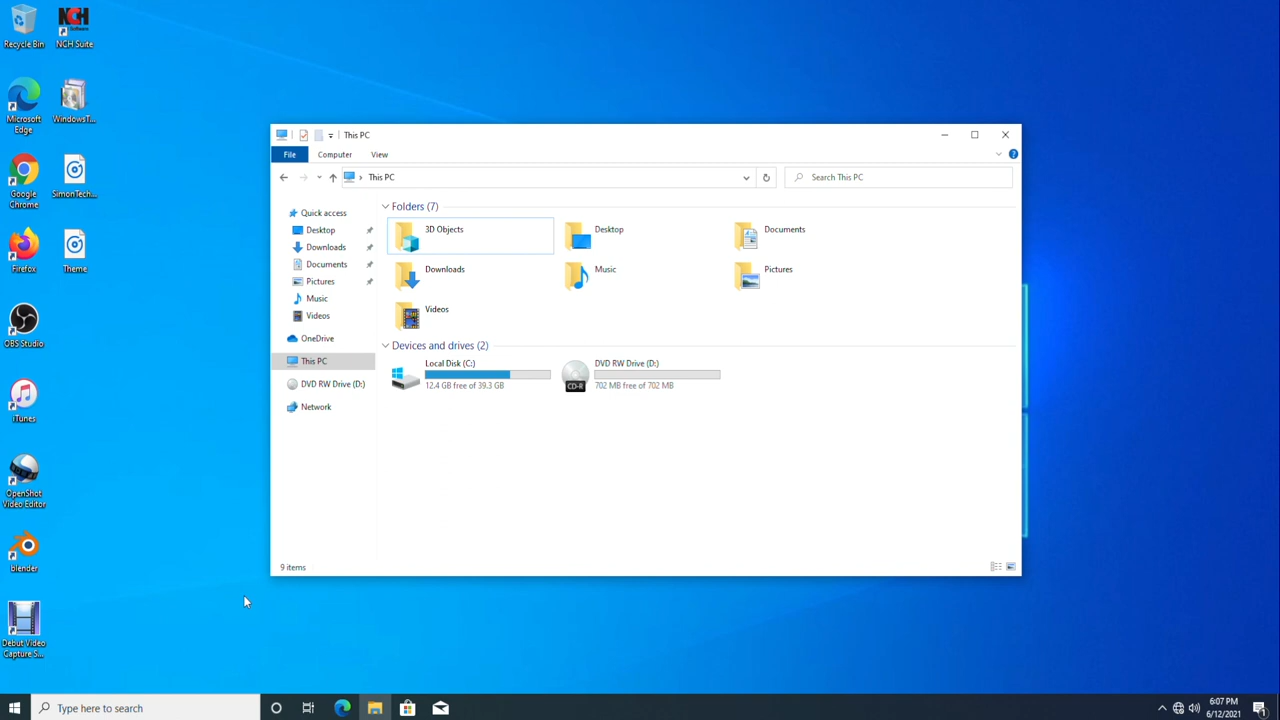 Recycle Bin
NCH Suite
Microsoft
Edge
WindowsT...
Google
Chrome
SimonTech...
Firefox
Theme
OBS Studio
iTunes
OpenShot
Video Editor
blender
Debut Video
Capture S...
This PC
File Computer View
This PC
Search This PC
Quick access
Desktop
Downloads
Documents
Pictures
Music
Videos
OneDrive
This PC
DVD RW Drive (D:)
Network
Folders (7)
3D Objects
Desktop
Documents
Downloads
Music
Pictures
Videos
Devices and drives (2)
Local Disk (C:)
12.4 GB free of 39.3 GB
CD-R
DVD RW Drive (D:)
702 MB free of 702 MB
9 items
Type here to search
6:07 PM
6/12/2021
1